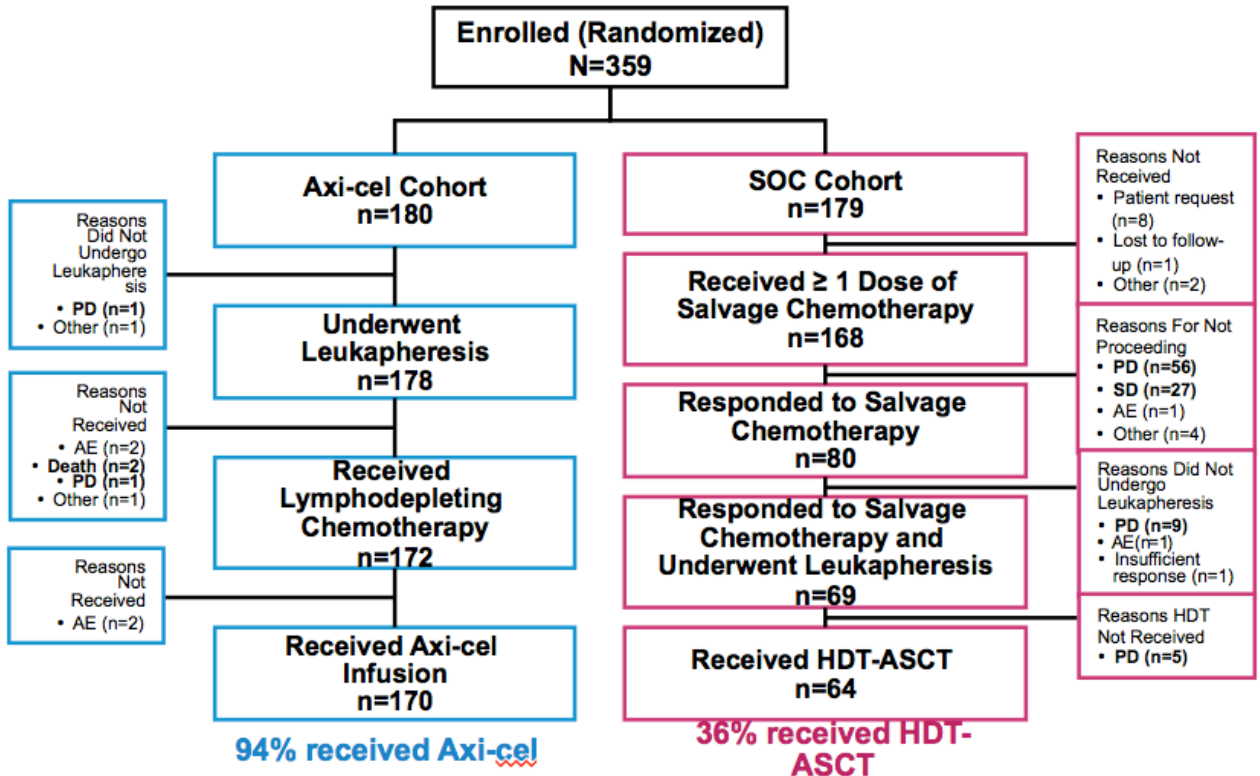 Enrolled (Randomized)
N=359
Axi-cel Cohort
n=180
Reasons
Did Not
Undergo
Leukaphere
sis
• PD (n=1)
• Other (n=1)
Underwent
Leukapheresis
n=178
Reasons
Not
Received
• AE (n=2)
• Death (n=2)
• PD (n=1)
• Other (n=1)
Received
Lymphodepleting
Chemotherapy
n=172
Reasons
Not
Received
• AE (n=2)
Received Axi-cel
Infusion
n=170
94% received Axi-cel
SOC Cohort
n=179
Reasons Not
Received
• Patient request
(n=8)
• Lost to follow-
up (n=1)
• Other (n=2)
Received ≥ 1 Dose of
Salvage Chemotherapy
n=168
Reasons For Not
Proceeding
• PD (n=56)
• SD (n=27)
• AE (n=1)
• Other (n=4)
Responded to Salvage
Chemotherapy
n=80
Reasons Did Not
Undergo
Leukapheresis
• PD (n=9)
• AE(n=1)
• Insufficient
response (n=1)
Responded to Salvage
Chemotherapy and
Underwent Leukapheresis
n=69
Reasons HDT
Not Received
• PD (n=5)
Received HDT-ASCT
n=64
36% received HDT-
ASCT